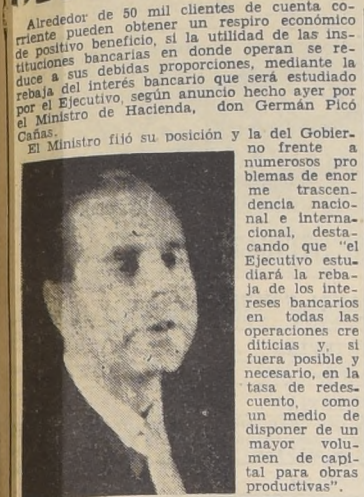 Alrededor de 50 mil clientes de cuenta co-
rriente pueden obtener un respiro económico
de positivo beneficio, si la utilidad de las ins-
tituciones bancarias en donde operan se re-
duce a sus debidas proporciones, mediante la
rebaja del interés bancario que será estudiado
por el Ejecutivo, según anuncio hecho ayer por
el Ministro de Hacienda, don Germán Picó
Cañas.
El Ministro fijó su posición y la del Gobier-
no frente a
numerosos pro
blemas de enor
me trascen-
dencia nacio-
nal e interna-
cional, desta-
cando que "el
Ejecutivo estu-
diará la reba-
ja de los inte-
reses bancarios
en todas las
operaciones cre
diticias y, si
fuera posible y
necesario, en la
tasa de redes-
cuento, como
un medio de
disponer de un
mayor volu-
men de capi-
tal para obras
productivas".